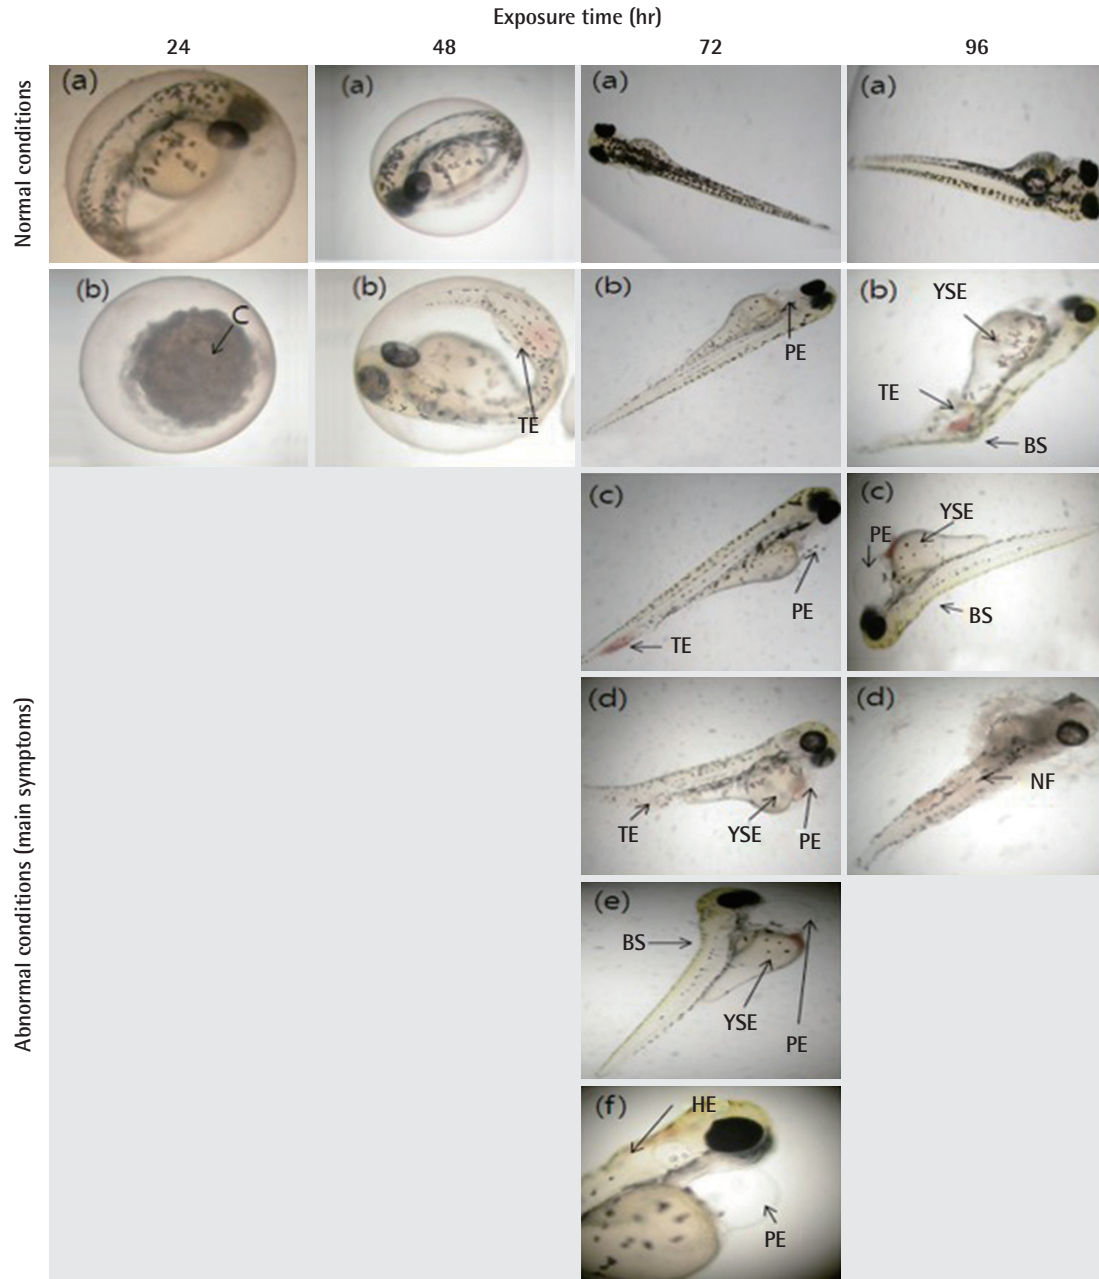 Exposure time (hr)
24 48 72 96
Normal conditions
(a) (a) (a) (a)
Abnormal conditions (main symptoms)
(b) C
(b) TE
(b) PE
(b) YSE TE BS
(c) PE TE
(c) YSE PE BS
(d) TE YSE PE
(d) NF
(e) BS YSE PE
(f) HE PE